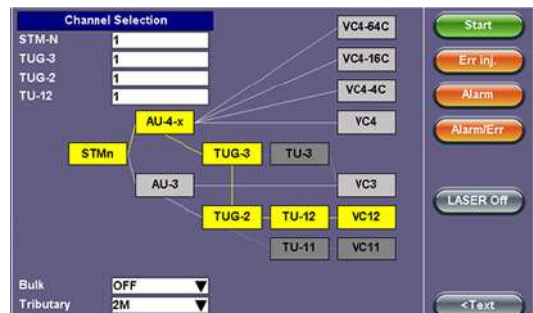 Channel Selection
STM-N 1
TUG-3 1
TUG-2 1
TU-12 1
VC4-64C
VC4-16C
VC4-4C
AU-4-x VC4
STMn TUG-3 TU-3
AU-3 VC3
TUG-2 TU-12 VC12
TU-11 VC11
Bulk OFF
Tributary 2M
Start
Err inj.
Alarm
Alarm/Err
LASER Off
<Text